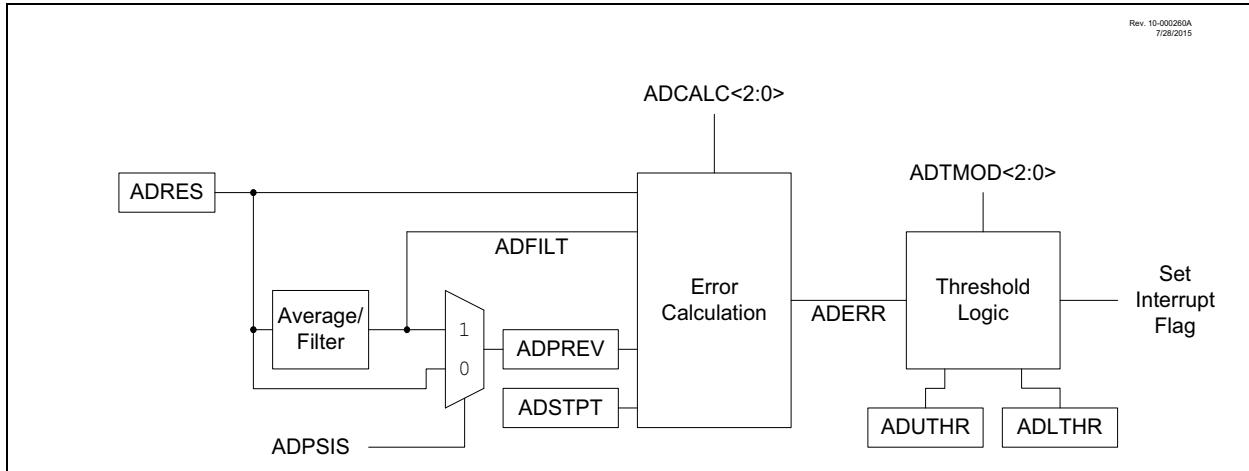 Rev. 10-000260A
7/28/2015
ADCALC<2:0>
ADTMOD<2:0>
ADRES
ADFILT
Error
Calculation
Threshold
Logic
Set
Interrupt
Flag
ADERR
Average/
Filter
1
0
ADPREV
ADSTPT
ADPSIS
ADUTHR
ADLTHR